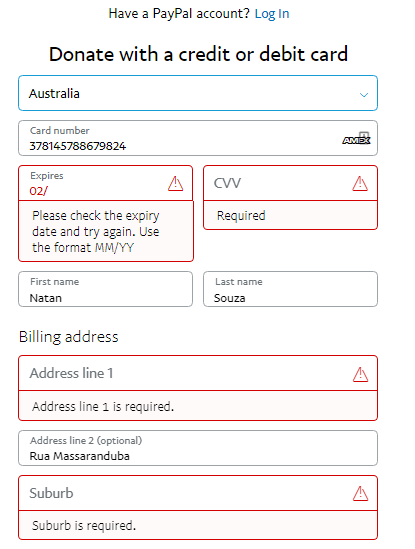 Have a PayPal account? Log In
Donate with a credit or debit card
Australia
Card number
378145788679824
AMEX
Expires
02/
CVV
Please check the expiry
date and try again. Use
the format MM/YY
Required
First name
Natan
Last name
Souza
Billing address
Address line 1
Address line 1 is required.
Address line 2 (optional)
Rua Massaranduba
Suburb
Suburb is required.